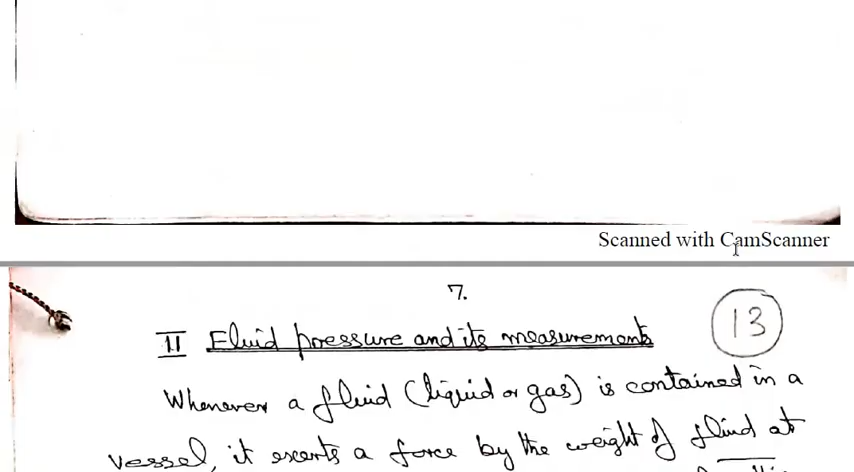 Scanned with CamScanner
7.
13
II Fluid pressure and its measurements
Whenever a fluid (liquid or gas) is contained in a
vessel, it exerts a force by the weight of fluid at